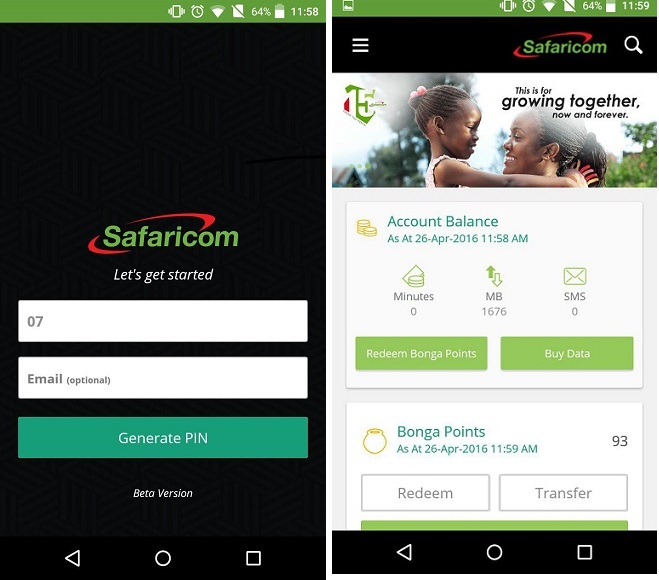 64% 11:58
Safaricom
Let's get started
07
Email (optional)
Generate PIN
Beta Version
64% 11:59
Safaricom
This is for
growing together,
now and forever.
Account Balance
As At 26-Apr-2016 11:58 AM
Minutes
0
MB
1676
SMS
0
Redeem Bonga Points
Buy Data
Bonga Points
93
As At 26-Apr-2016 11:59 AM
Redeem
Transfer